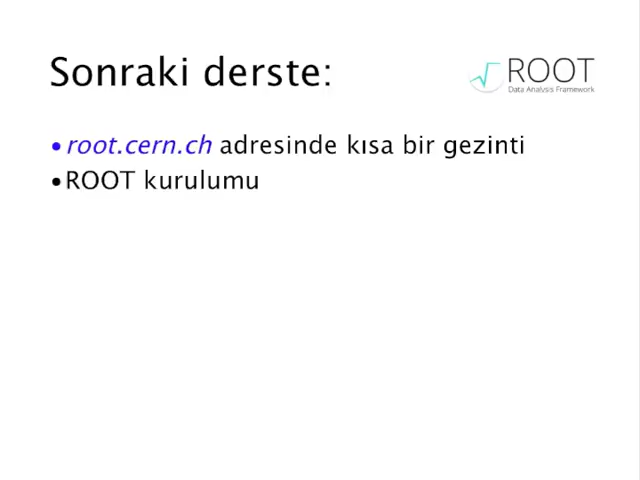 Sonraki derste:
ROOT
Data Analysis Framework
•root.cern.ch adresinde kısa bir gezinti
•ROOT kurulumu